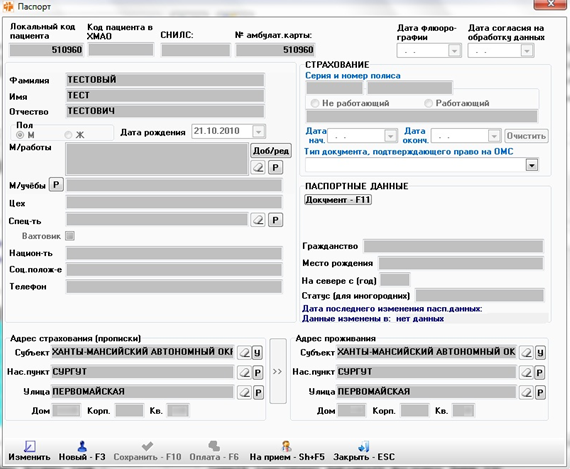 Паспорт
Локальный код пациента
Код пациента в ХМАО
СНИЛС:
№ амбулат.карты:
Дата флюоро-графии
Дата согласия на обработку данных
510960
510960
. .
. .
Фамилия ТЕСТОВЫЙ
Имя ТЕСТ
Отчество ТЕСТОВИЧ
Пол
М Ж
Дата рождения 21.10.2010
М/работы
Доб/ред
Р
М/учёбы Р
Цех
Спец-ть Р
Вахтовик
Национ-ть
Соц.полож-е
Телефон
СТРАХОВАНИЕ
Серия и номер полиса
Не работающий Работающий
Дата нач. . . Дата оконч. . . Очистить
Тип документа, подтверждающего право на ОМС
ПАСПОРТНЫЕ ДАННЫЕ
Документ - F11
Гражданство
Место рождения
На севере с (год)
Статус (для иногородних)
Дата последнего изменения пасп.данных:
Данные изменены в: нет данных
Адрес страхования (прописки)
Субъект ХАНТЫ-МАНСИЙСКИЙ АВТОНОМНЫЙ ОКР У
Нас.пункт СУРГУТ Р
Улица ПЕРВОМАЙСКАЯ Р
Дом Корп. Кв.
>>
Адрес проживания
Субъект ХАНТЫ-МАНСИЙСКИЙ АВТОНОМНЫЙ ОК У
Нас.пункт СУРГУТ Р
Улица ПЕРВОМАЙСКАЯ Р
Дом Корп. Кв.
Изменить Новый - F3 Сохранить - F10 Оплата - F6 На прием - Sh+F5 Закрыть - ESC